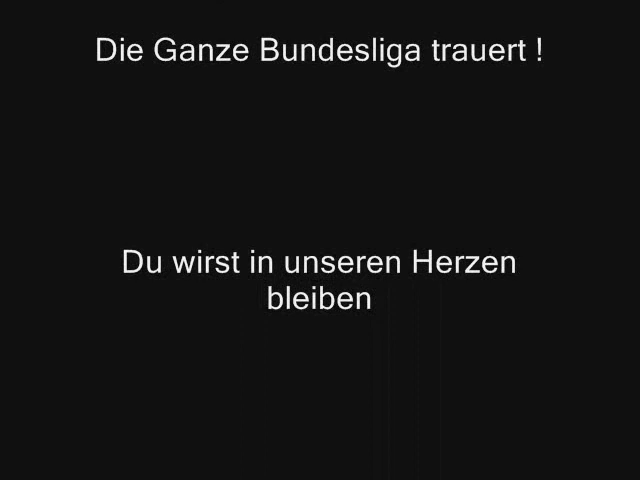 Die Ganze Bundesliga trauert !
Du wirst in unseren Herzen
bleiben